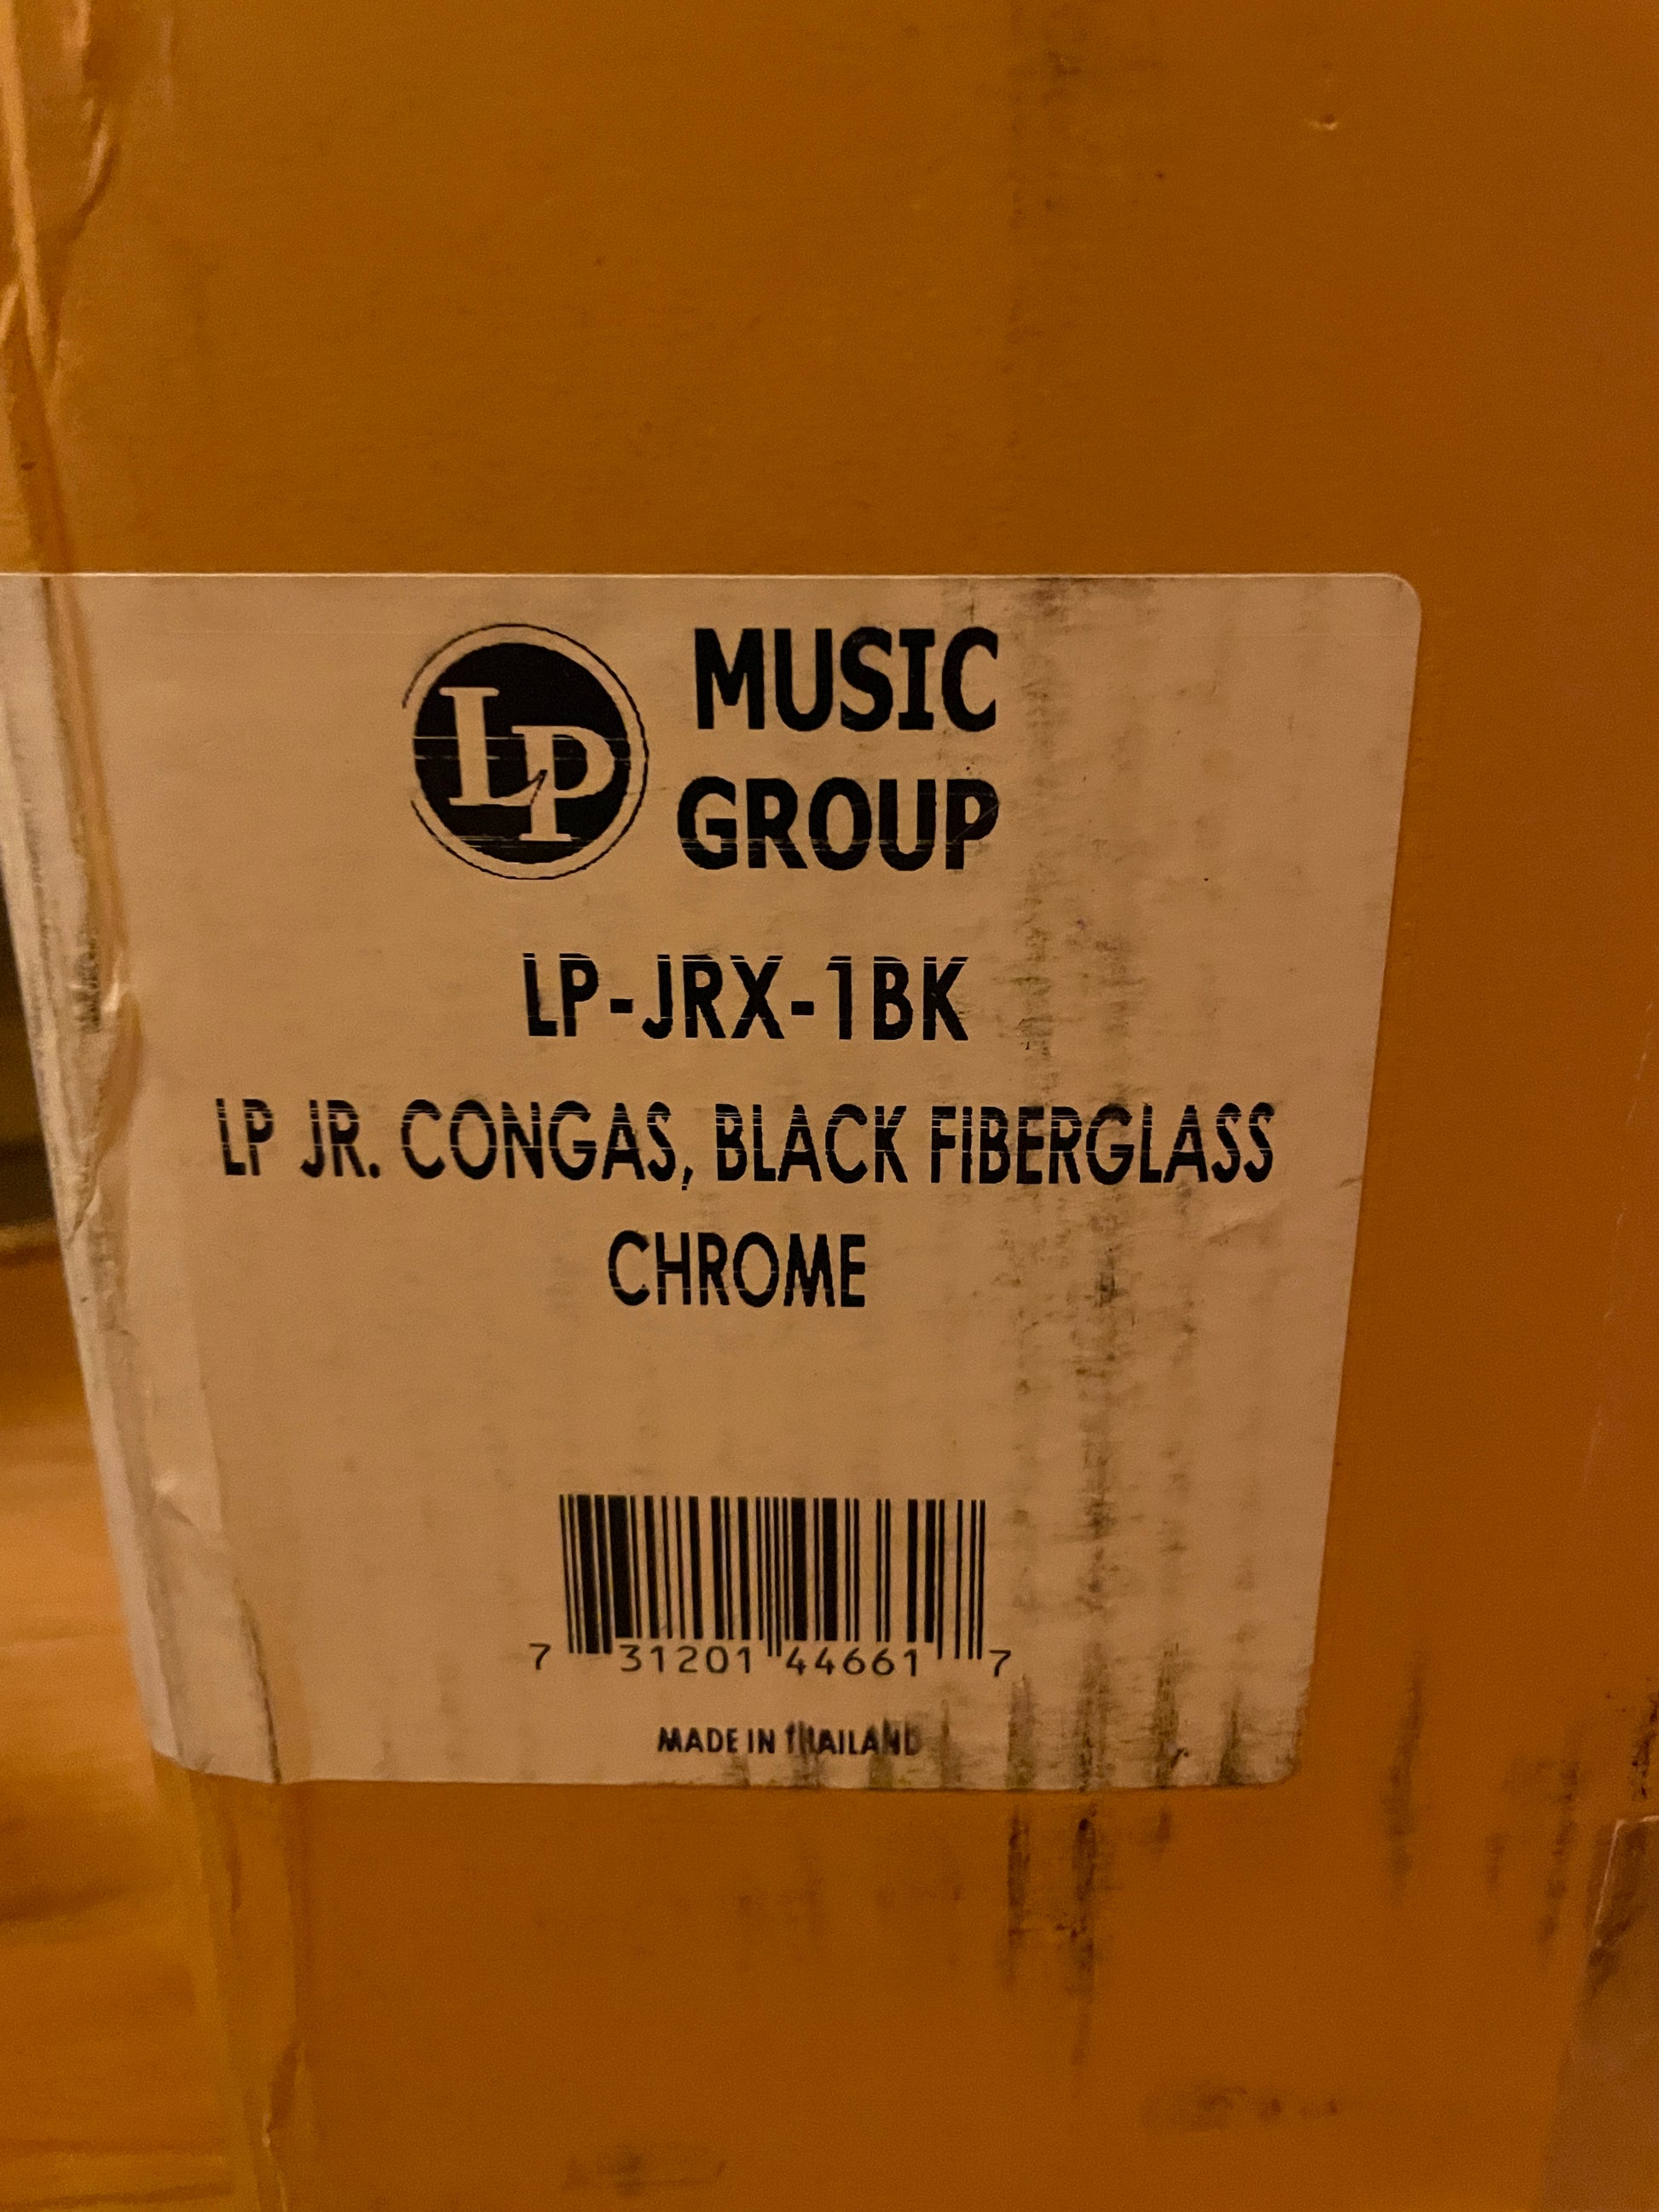 LP MUSIC
GROUP
LP-JRX-1BK
LP JR. CONGAS, BLACK FIBERGLASS
CHROME
7 31201 44661 7
MADE IN THAILAND